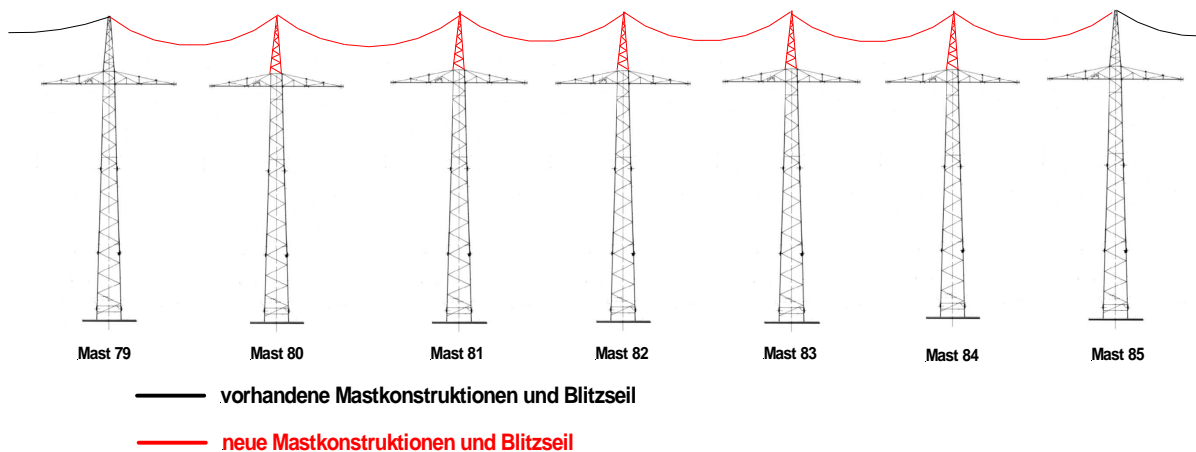 Mast 79 Mast 80 Mast 81 Mast 82 Mast 83 Mast 84 Mast 85
vorhandene Mastkonstruktionen und Blitzseil
neue Mastkonstruktionen und Blitzseil